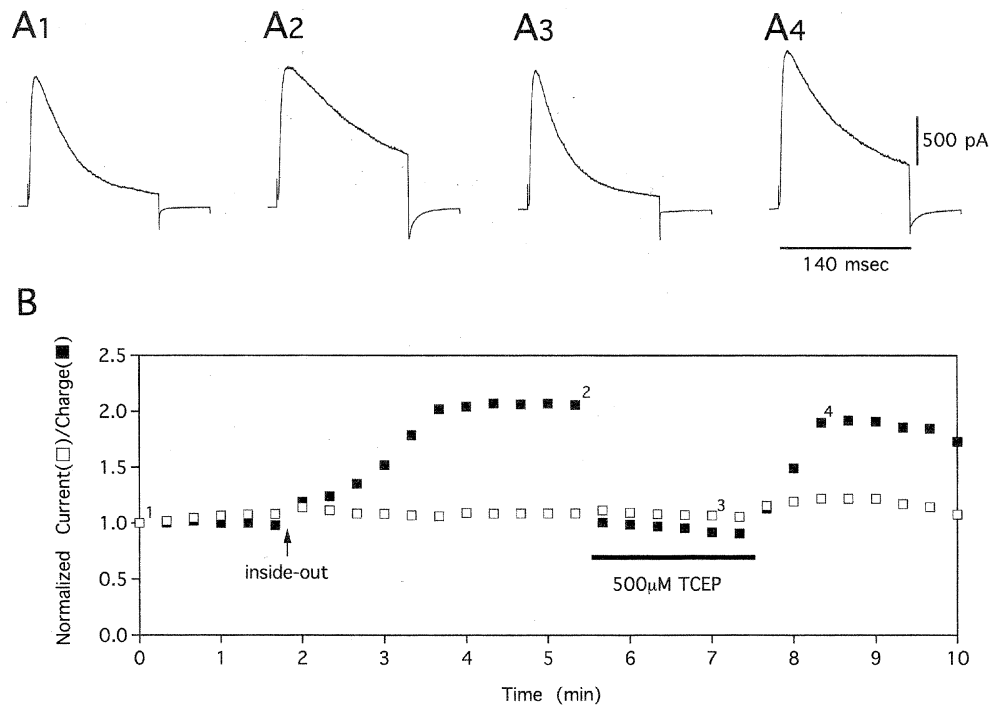 A1
A2
A3
A4
500 pA
140 msec
B
Normalized Current(□)/Charge(■)
2.5
2.0
1.5
1.0
0.5
0.0
1
2
3
4
inside-out
500µM TCEP
0 1 2 3 4 5 6 7 8 9 10
Time (min)